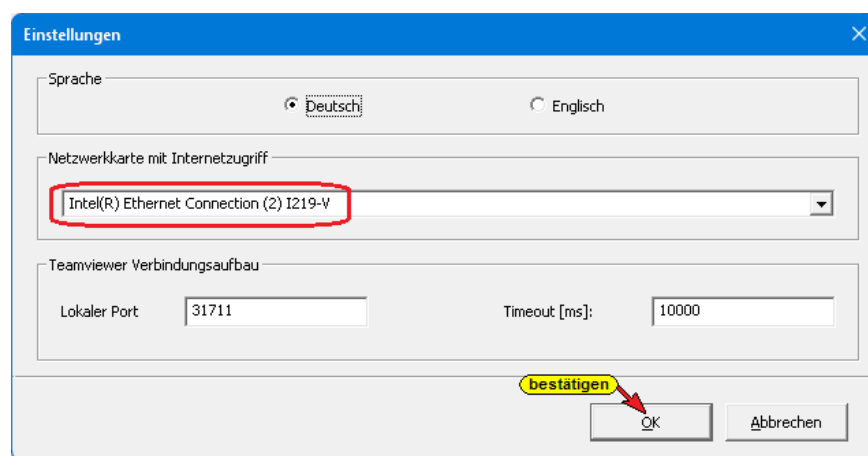 Einstellungen
Sprache
Deutsch
Englisch
Netzwerkkarte mit Internetzugriff
Intel(R) Ethernet Connection (2) I219-V
Teamviewer Verbindungsaufbau
Lokaler Port
31711
Timeout [ms]:
10000
bestätigen
OK
Abbrechen